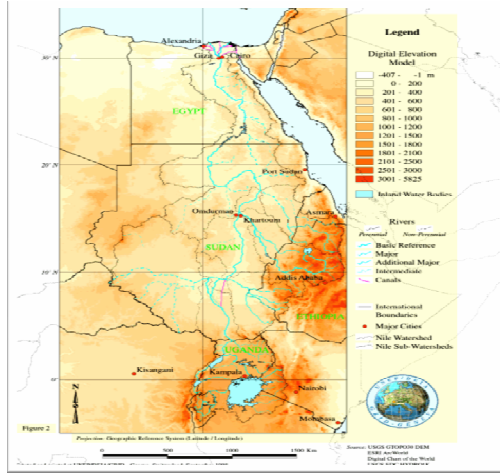 Legend
Digital Elevation
Model
-407 - -1 m
0 - 200
201 - 400
401 - 600
601 - 800
801 - 1000
1001 - 1200
1201 - 1500
1501 - 1800
1801 - 2100
2101 - 2500
2501 - 3000
3001 - 5825
Inland Water Bodies
Rivers
Perennial Non-Perennial
Basic Reference
Major
Additional Major
Intermediate
Canals
International
Boundaries
Major Cities
Nile Watershed
Nile Sub-Watersheds
Alexandria
30° N
Giza Cairo
EGYPT
20° N
Port Sudan
Omdurman
Khartoum
Asmara
SUDAN
10° N
Addis Ababa
ETHIOPIA
UGANDA
Kisangani
Kampala
0°
Nairobi
Mombasa
N
Figure 2
Projection: Geographic Reference System (Latitude / Longitude)
0 500 1000 1500 Km
Source: USGS GTOPO30 DEM
ESRI ArcWorld
Digital Chart of the World